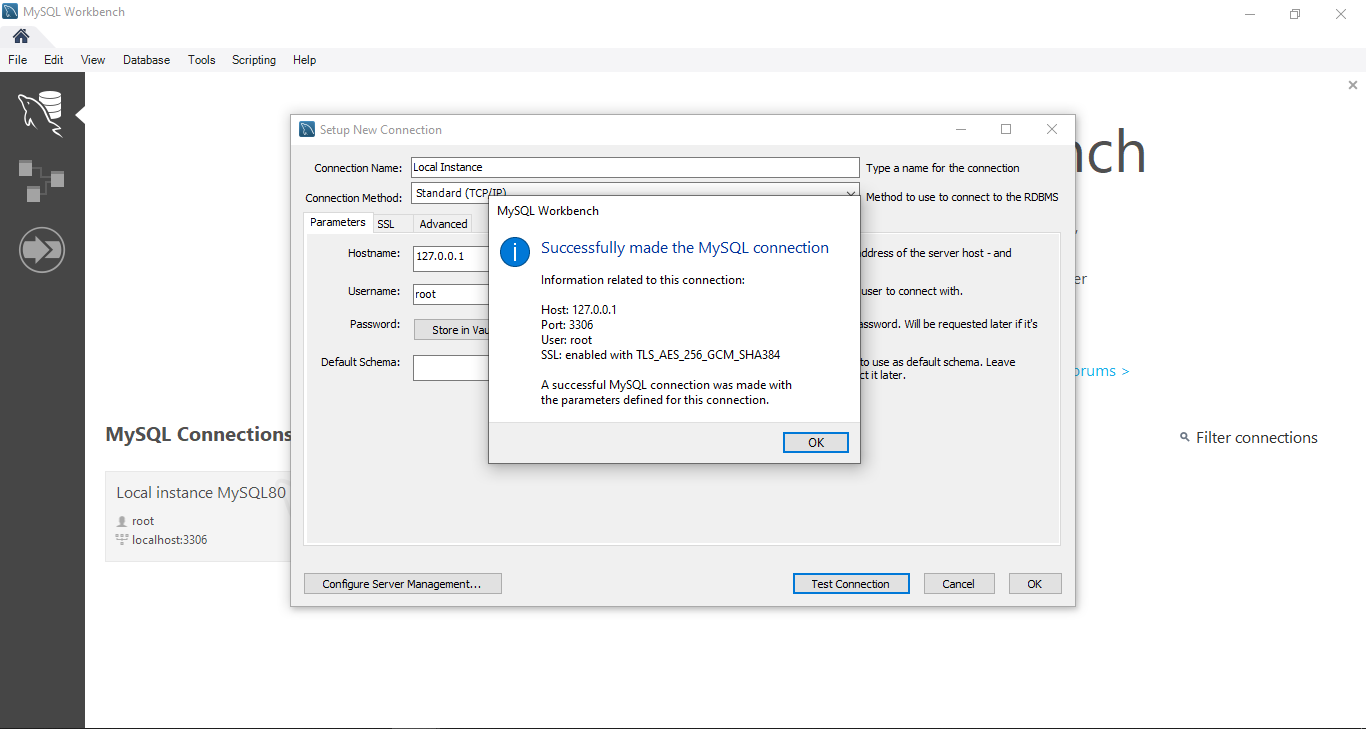 MySQL Workbench
File Edit View Database Tools Scripting Help
nch
Setup New Connection
Connection Name: Local Instance Type a name for the connection
Connection Method: Standard (TCP/IP) Method to use to connect to the RDBMS
Parameters SSL Advanced
Hostname: 127.0.0.1 address of the server host - and
Username: root user to connect with.
Password: Store in Vau assword. Will be requested later if it's
Default Schema: to use as default schema. Leave
ct it later.
MySQL Workbench
Successfully made the MySQL connection
Information related to this connection:
Host: 127.0.0.1
Port: 3306
User: root
SSL: enabled with TLS_AES_256_GCM_SHA384
A successful MySQL connection was made with
the parameters defined for this connection.
OK
Configure Server Management... Test Connection Cancel OK
er
orums >
MySQL Connections
Filter connections
Local instance MySQL80
root
localhost:3306